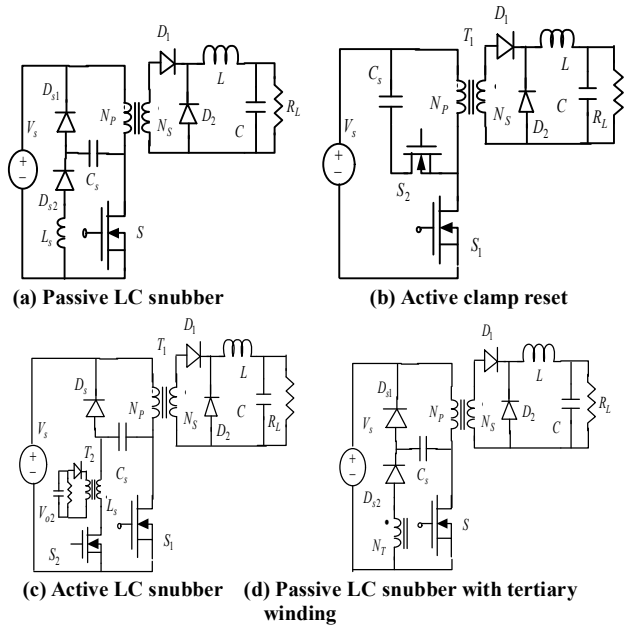 D1
L
Ds1
NP
NS
D2
C
RL
Vs
+
−
Cs
Ds2
Ls
S
(a) Passive LC snubber
D1
T1
L
Cs
NP
NS
D2
C
RL
Vs
+
−
S2
S1
(b) Active clamp reset
D1
T1
L
Ds
NP
NS
D2
C
RL
Vs
+
−
T2
Cs
Vo2
Ls
S2
S1
(c) Active LC snubber
D1
L
Ds1
NP
NS
D2
C
RL
Vs
+
−
Cs
Ds2
NT
S
(d) Passive LC snubber with tertiary
winding